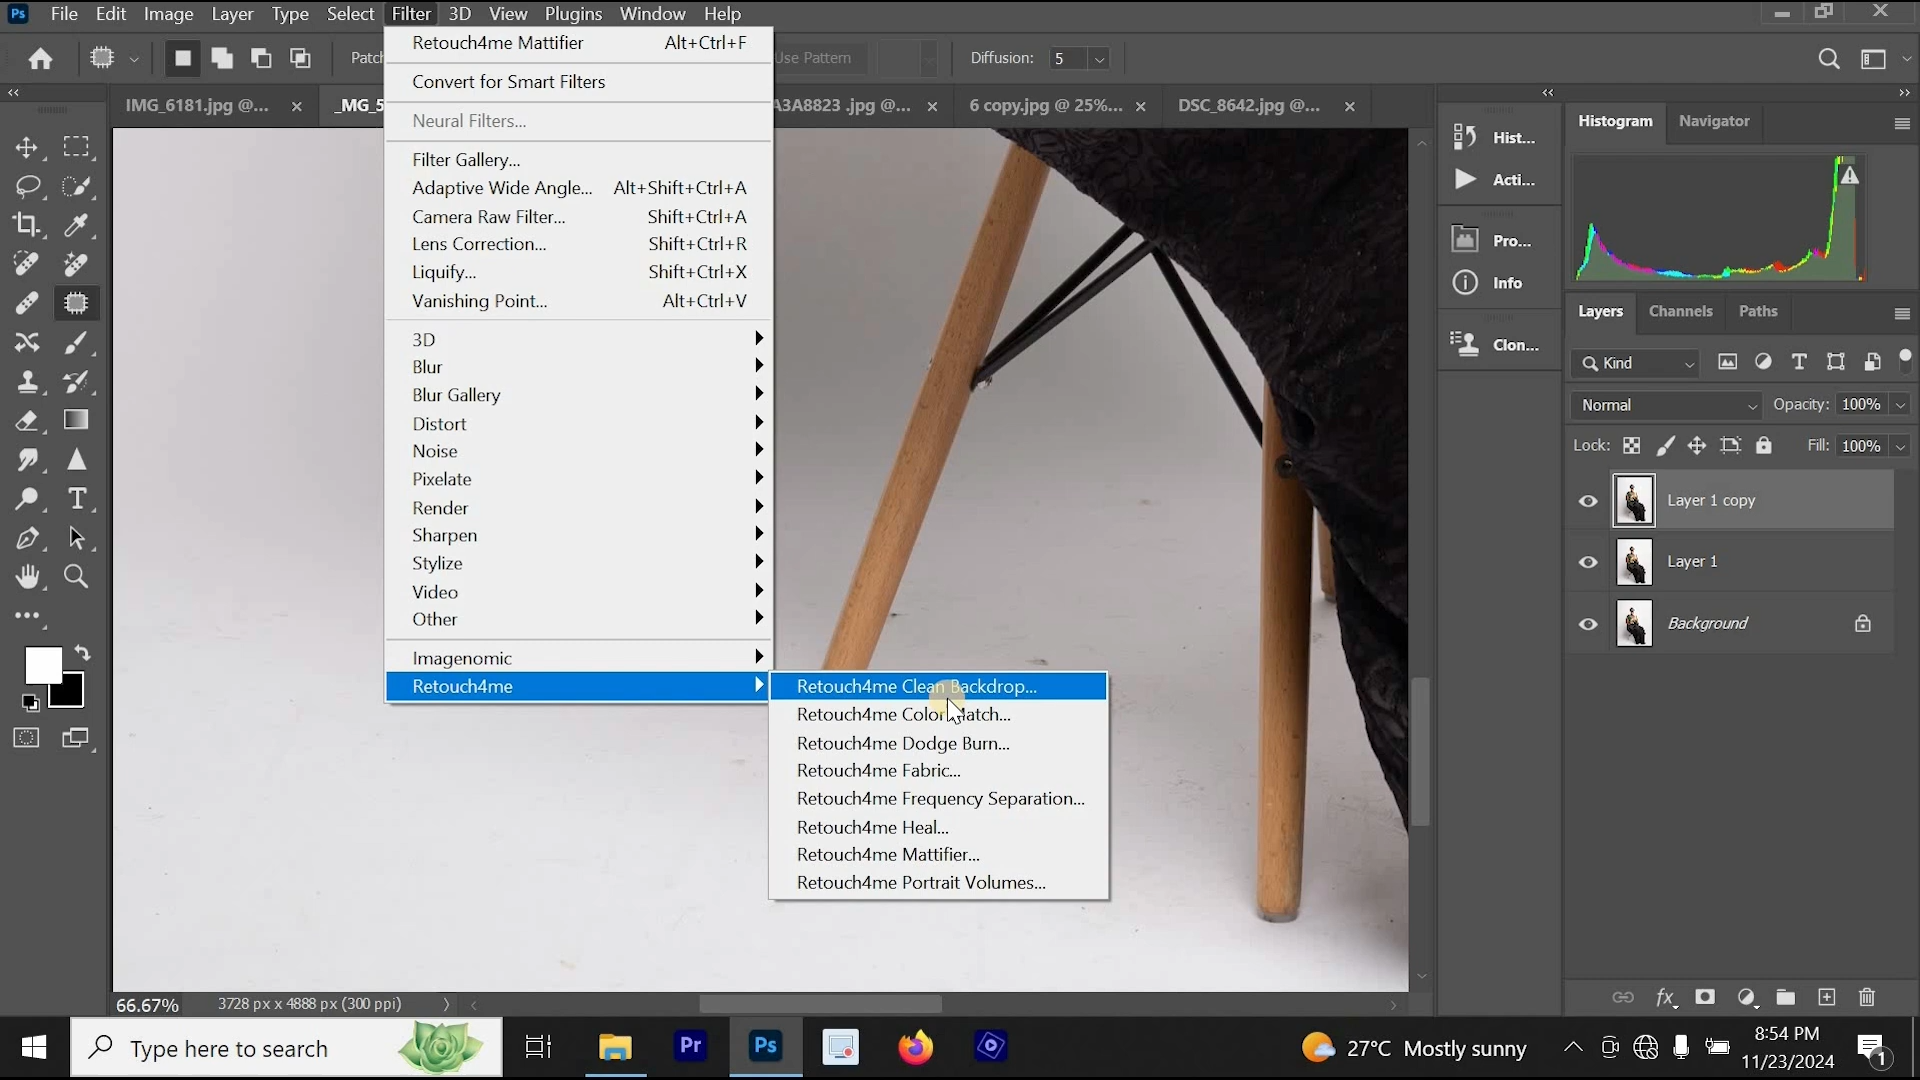 Ps File Edit Image Layer Type Select Filter 3D View Plugins Window Help
Patc
Use Pattern
Diffusion: 5
IMG_6181.jpg @... ×
_MG_5
A3A8823 .jpg @... ×
6 copy.jpg @ 25%... ×
DSC_8642.jpg @... ×
Retouch4me Mattifier Alt+Ctrl+F
Convert for Smart Filters
Neural Filters...
Filter Gallery...
Adaptive Wide Angle... Alt+Shift+Ctrl+A
Camera Raw Filter... Shift+Ctrl+A
Lens Correction... Shift+Ctrl+R
Liquify... Shift+Ctrl+X
Vanishing Point... Alt+Ctrl+V
3D
Blur
Blur Gallery
Distort
Noise
Pixelate
Render
Sharpen
Stylize
Video
Other
Imagenomic
Retouch4me
Retouch4me Clean Backdrop...
Retouch4me Color Match...
Retouch4me Dodge Burn...
Retouch4me Fabric...
Retouch4me Frequency Separation...
Retouch4me Heal...
Retouch4me Mattifier...
Retouch4me Portrait Volumes...
Hist...
Acti...
Pro...
Info
Clon...
Histogram Navigator
Layers Channels Paths
Kind
Normal Opacity: 100%
Lock: Fill: 100%
Layer 1 copy
Layer 1
Background
66.67% 3728 px x 4888 px (300 ppi)
Type here to search
Pr
Ps
27°C Mostly sunny
8:54 PM
11/23/2024
1